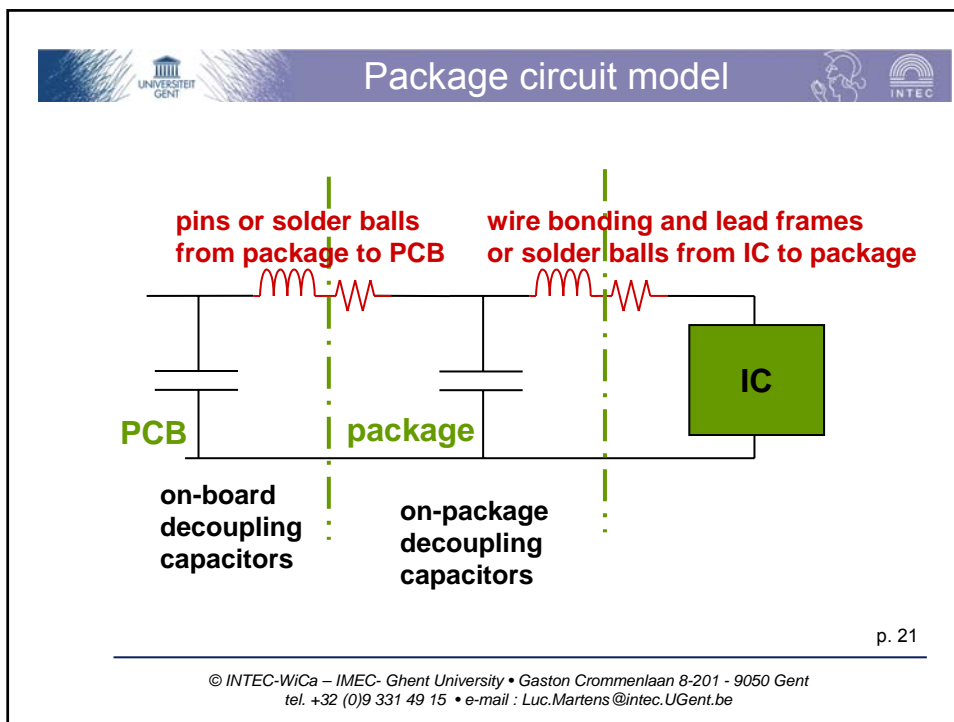 UNIVERSITEIT
GENT
Package circuit model
INTEC
pins or solder balls
from package to PCB
wire bonding and lead frames
or solder balls from IC to package
IC
PCB
package
on-board
decoupling
capacitors
on-package
decoupling
capacitors
p. 21
© INTEC-WiCa – IMEC- Ghent University • Gaston Crommenlaan 8-201 - 9050 Gent
tel. +32 (0)9 331 49 15 • e-mail : Luc.Martens@intec.UGent.be